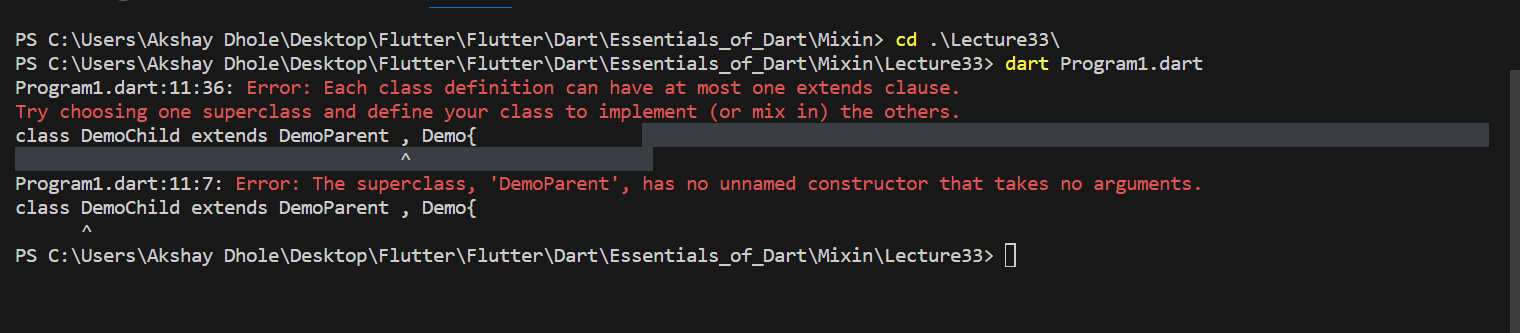 PS C:\Users\Akshay Dhole\Desktop\Flutter\Flutter\Dart\Essentials_of_Dart\Mixin> cd .\Lecture33\
PS C:\Users\Akshay Dhole\Desktop\Flutter\Flutter\Dart\Essentials_of_Dart\Mixin\Lecture33> dart Program1.dart
Program1.dart:11:36: Error: Each class definition can have at most one extends clause.
Try choosing one superclass and define your class to implement (or mix in) the others.
class DemoChild extends DemoParent , Demo{
^
Program1.dart:11:7: Error: The superclass, 'DemoParent', has no unnamed constructor that takes no arguments.
class DemoChild extends DemoParent , Demo{
^
PS C:\Users\Akshay Dhole\Desktop\Flutter\Flutter\Dart\Essentials_of_Dart\Mixin\Lecture33>